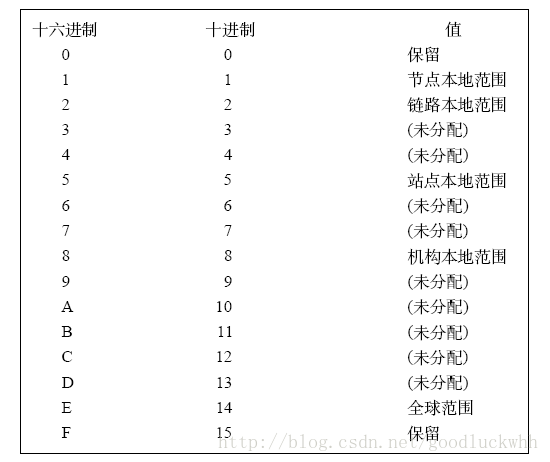 十六进制 十进制 值
0 0 保留
1 1 节点本地范围
2 2 链路本地范围
3 3 (未分配)
4 4 (未分配)
5 5 站点本地范围
6 6 (未分配)
7 7 (未分配)
8 8 机构本地范围
9 9 (未分配)
A 10 (未分配)
B 11 (未分配)
C 12 (未分配)
D 13 (未分配)
E 14 全球范围
F 15 保留
http://blog.csdn.net/goodluckwhh